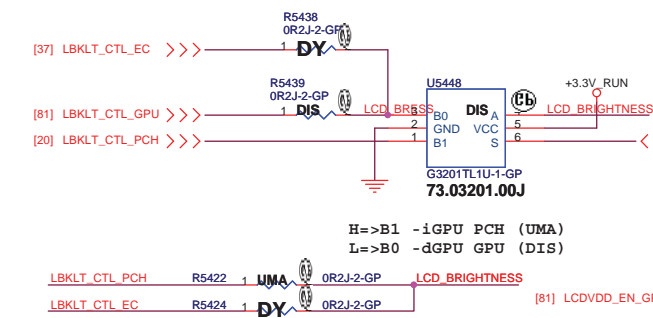 R5438
0R2J-2-GP
[37] LBKLT_CTL_EC 1 DY
R5439
0R2J-2-GP
U5448
+3.3V_RUN
[81] LBKLT_CTL_GPU 1 DIS LCD_BRESS 3 B0 DIS A LCD_BRIGHTNESS
2 GND VCC 5
[20] LBKLT_CTL_PCH 1 B1 S 6
G3201TL1U-1-GP
73.03201.00J
H=>B1 -iGPU PCH (UMA)
L=>B0 -dGPU GPU (DIS)
LBKLT_CTL_PCH R5422 1 UMA 0R2J-2-GP LCD_BRIGHTNESS
LBKLT_CTL_EC R5424 1 DY 0R2J-2-GP
[81] LCDVDD_EN_G